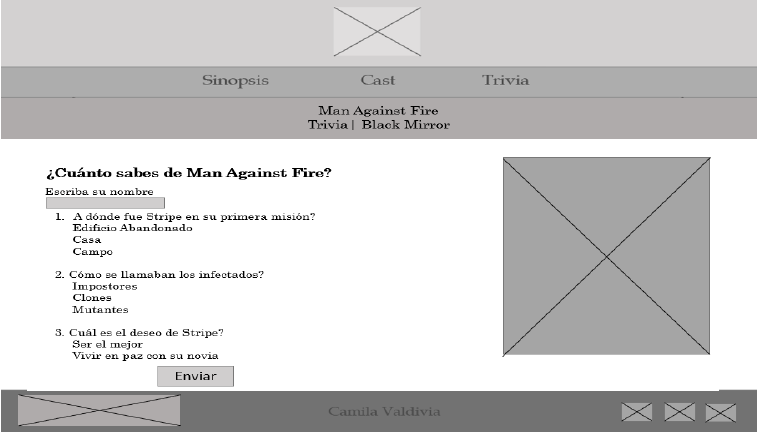 Sinopsis Cast Trivia
Man Against Fire
Trivia | Black Mirror
¿Cuánto sabes de Man Against Fire?
Escriba su nombre
1. A dónde fue Stripe en su primera misión?
Edificio Abandonado
Casa
Campo
2. Cómo se llamaban los infectados?
Impostores
Clones
Mutantes
3. Cuál es el deseo de Stripe?
Ser el mejor
Vivir en paz con su novia
Enviar
Camila Valdivia